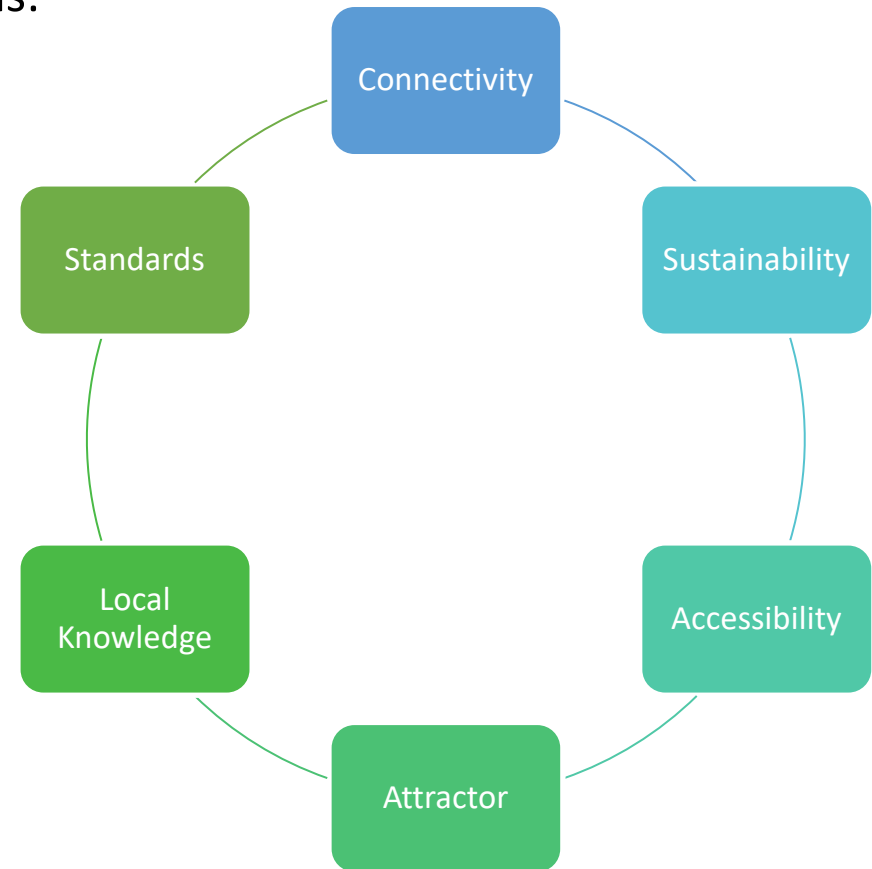 Connectivity
Sustainability
Accessibility
Attractor
Local
Knowledge
Standards